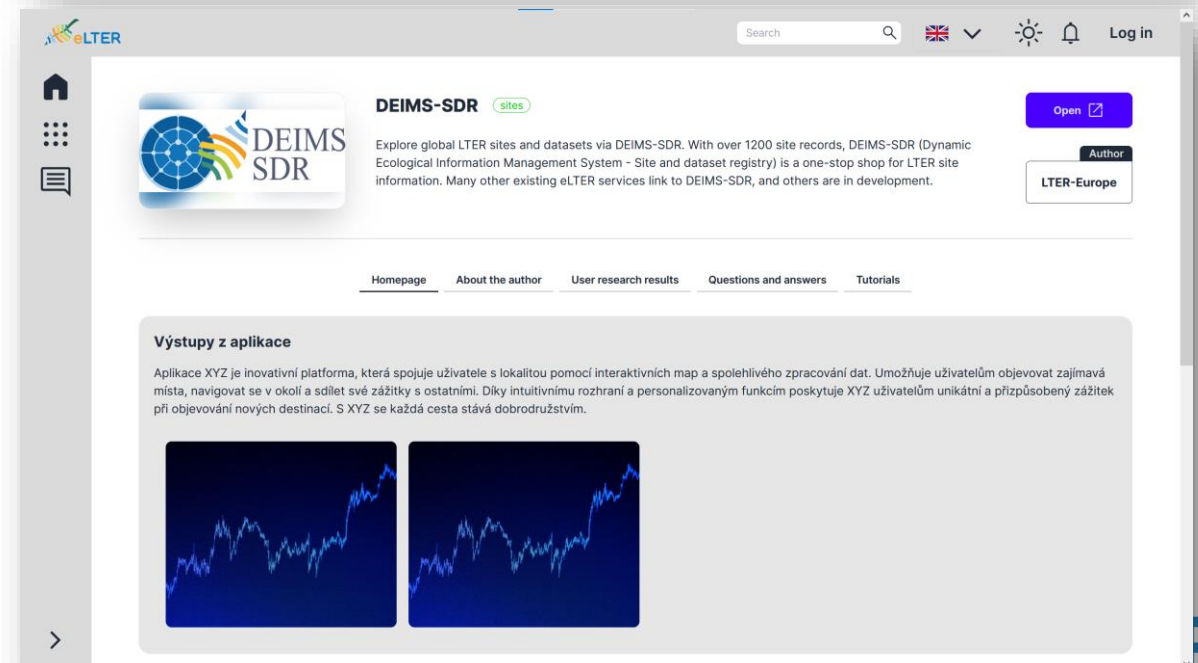 eLTER
Search
Log in
DEIMS
SDR
DEIMS-SDR sites
Explore global LTER sites and datasets via DEIMS-SDR. With over 1200 site records, DEIMS-SDR (Dynamic
Ecological Information Management System - Site and dataset registry) is a one-stop shop for LTER site
information. Many other existing eLTER services link to DEIMS-SDR, and others are in development.
Open
Author
LTER-Europe
Homepage About the author User research results Questions and answers Tutorials
Výstupy z aplikace
Aplikace XYZ je inovativní platforma, která spojuje uživatele s lokalitou pomocí interaktivních map a spolehlivého zpracování dat. Umožňuje uživatelům objevovat zajímavá
místa, navigovat se v okolí a sdílet své zážitky s ostatními. Díky intuitivnímu rozhraní a personalizovaným funkcím poskytuje XYZ uživatelům unikátní a přizpůsobený zážitek
při objevování nových destinací. S XYZ se každá cesta stává dobrodružstvím.